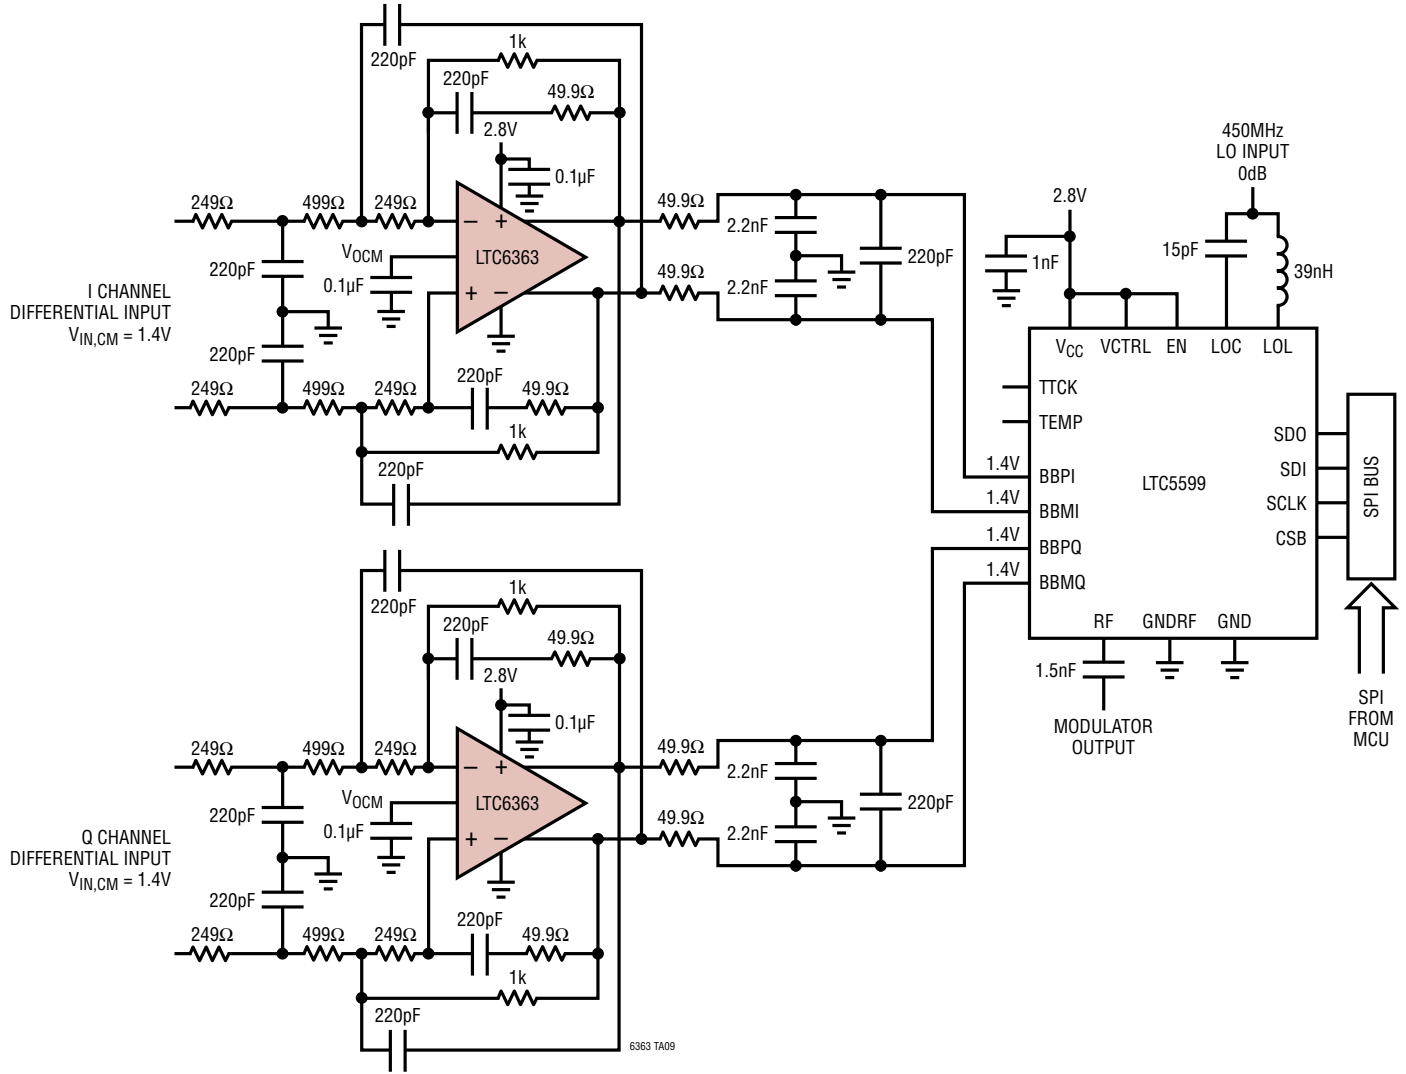 220pF
1k
220pF
49.9Ω
2.8V
0.1µF
249Ω
499Ω
249Ω
– +
LTC6363
VOCM
0.1µF
+ –
220pF
I CHANNEL
DIFFERENTIAL INPUT
VIN,CM = 1.4V
220pF
249Ω
499Ω
249Ω
220pF
49.9Ω
1k
220pF
49.9Ω
2.2nF
220pF
49.9Ω
2.2nF
450MHz
LO INPUT
0dB
2.8V
1nF
15pF
39nH
VCC
VCTRL
EN
LOC
LOL
TTCK
TEMP
1.4V
BBPI
1.4V
BBMI
1.4V
BBPQ
1.4V
BBMQ
LTC5599
SDO
SDI
SCLK
CSB
SPI BUS
RF
GNDRF
GND
1.5nF
MODULATOR
OUTPUT
SPI
FROM
MCU
220pF
1k
220pF
49.9Ω
2.8V
0.1µF
249Ω
499Ω
249Ω
– +
LTC6363
VOCM
0.1µF
+ –
220pF
Q CHANNEL
DIFFERENTIAL INPUT
VIN,CM = 1.4V
220pF
249Ω
499Ω
249Ω
220pF
49.9Ω
1k
220pF
49.9Ω
2.2nF
220pF
49.9Ω
2.2nF
6363 TA09